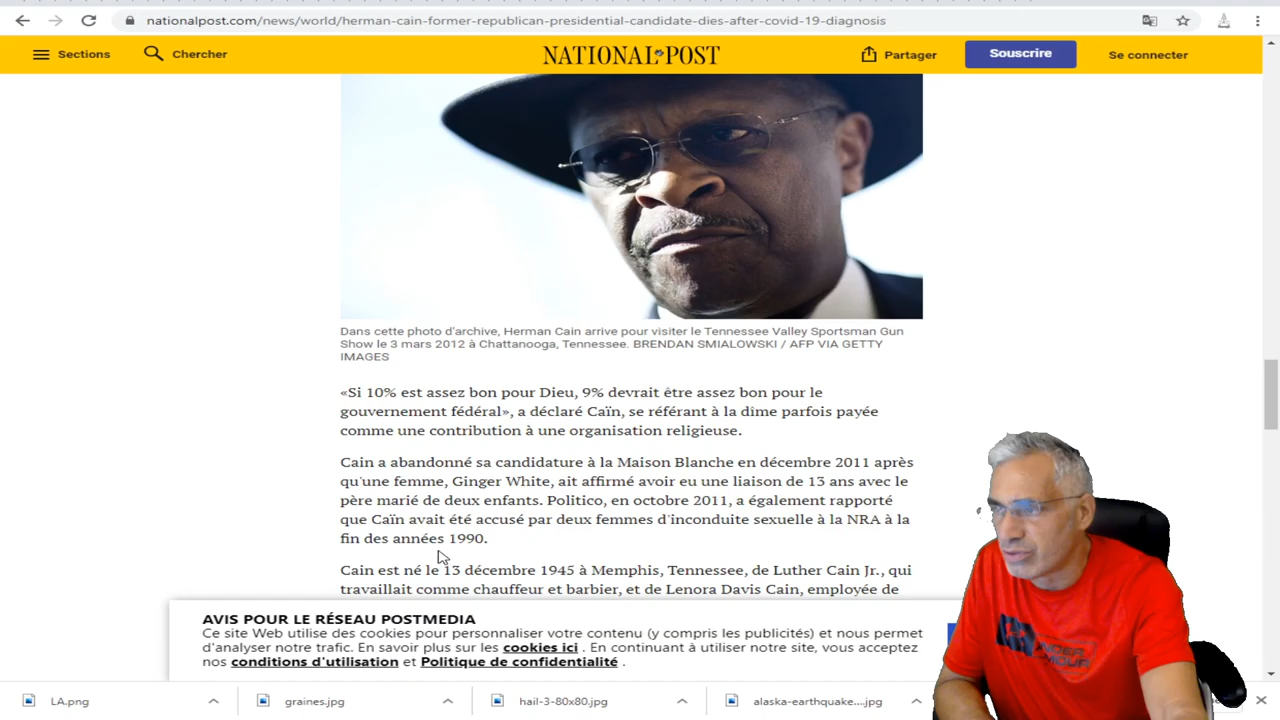 nationalpost.com/news/world/herman-cain-former-republican-presidential-candidate-dies-after-covid-19-diagnosis
Sections
Chercher
NATIONAL POST
Partager
Souscrire
Se connecter
Dans cette photo d'archive, Herman Cain arrive pour visiter le Tennessee Valley Sportsman Gun
Show le 3 mars 2012 à Chattanooga, Tennessee. BRENDAN SMIALOWSKI / AFP VIA GETTY
IMAGES
«Si 10% est assez bon pour Dieu, 9% devrait être assez bon pour le
gouvernement fédéral», a déclaré Caïn, se référant à la dîme parfois payée
comme une contribution à une organisation religieuse.
Cain a abandonné sa candidature à la Maison Blanche en décembre 2011 après
qu'une femme, Ginger White, ait affirmé avoir eu une liaison de 13 ans avec le
père marié de deux enfants. Politico, en octobre 2011, a également rapporté
que Caïn avait été accusé par deux femmes d'inconduite sexuelle à la NRA à la
fin des années 1990.
Cain est né le 13 décembre 1945 à Memphis, Tennessee, de Luther Cain Jr., qui
travaillait comme chauffeur et barbier, et de Lenora Davis Cain, employée de
AVIS POUR LE RÉSEAU POSTMEDIA
Ce site Web utilise des cookies pour personnaliser votre contenu (y compris les publicités) et nous permet
d'analyser notre trafic. En savoir plus sur les cookies ici . En continuant à utiliser notre site, vous acceptez
nos conditions d'utilisation et Politique de confidentialité .
LA.png
graines.jpg
hail-3-80x80.jpg
alaska-earthquake....jpg